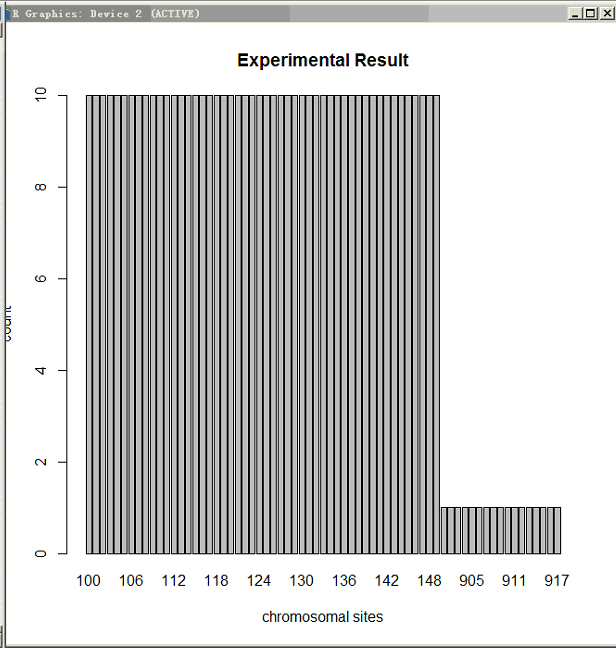 R Graphics: Device 2 (ACTIVE)
Experimental Result
10
8
6
4
2
0
count
100 106 112 118 124 130 136 142 148 905 911 917
chromosomal sites